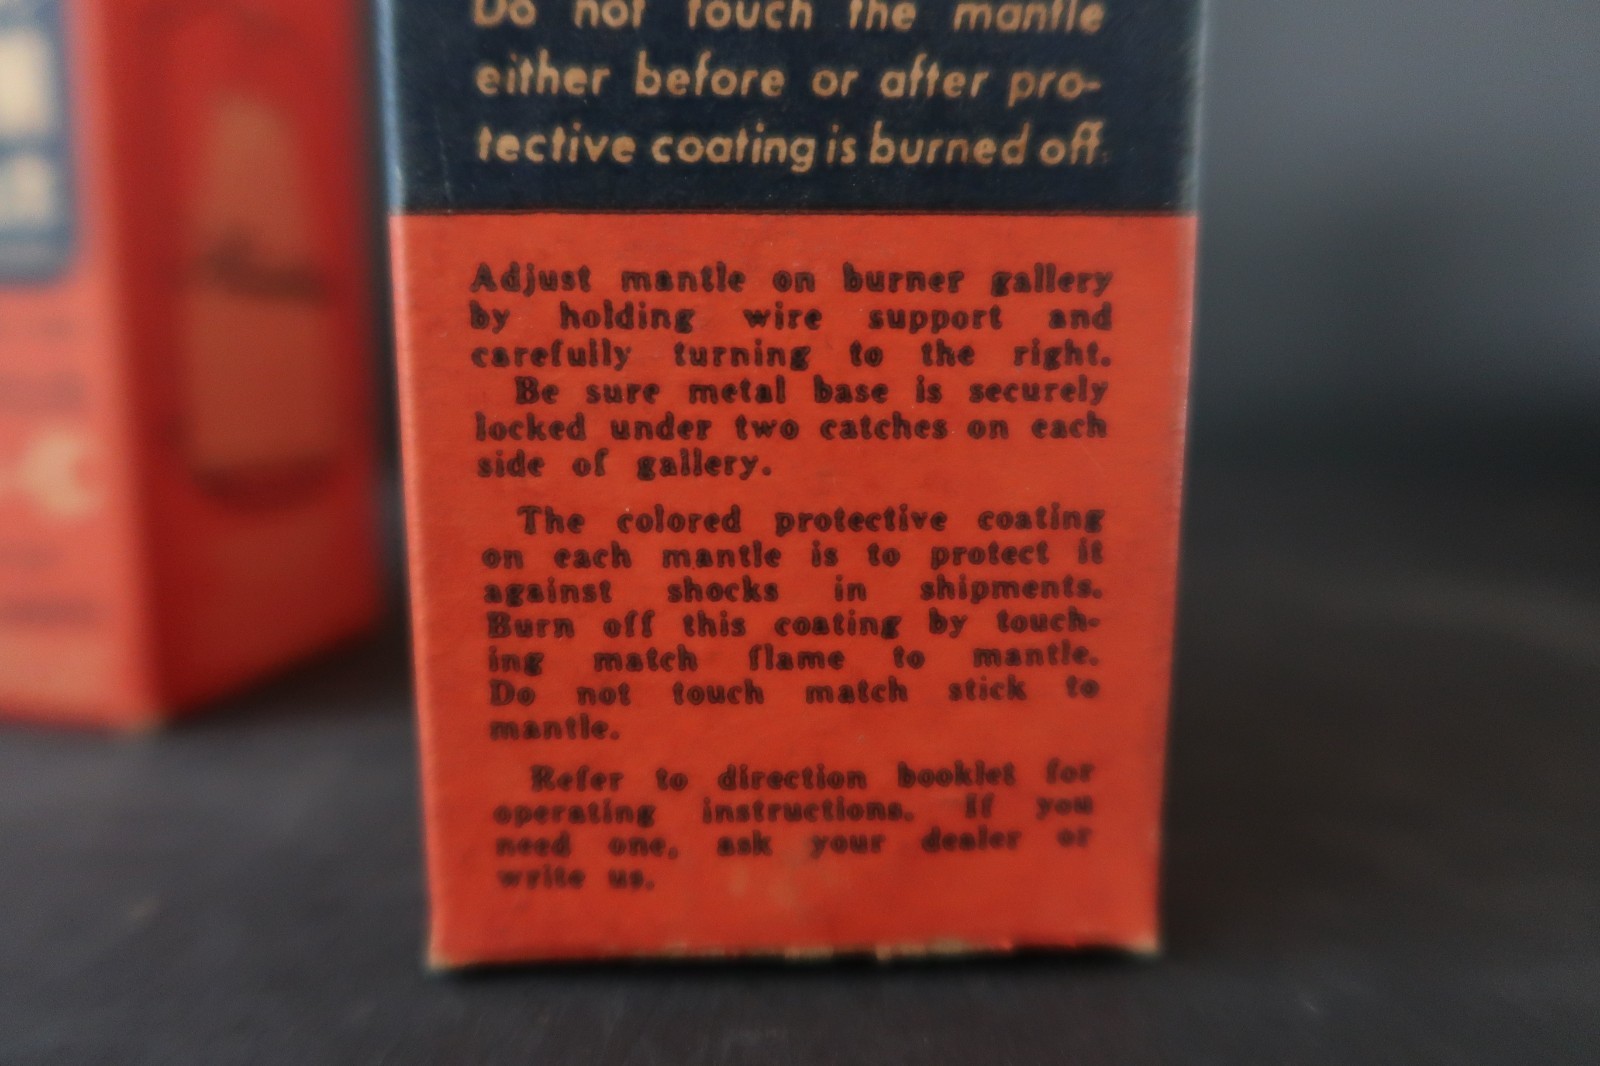 Do not touch the mantle
either before or after pro-
tective coating is burned off.
Adjust mantle on burner gallery
by holding wire support and
carefully turning to the right.
Be sure metal base is securely
locked under two catches on each
side of gallery.
The colored protective coating
on each mantle is to protect it
against shocks in shipments.
Burn off this coating by touch-
ing match flame to mantle.
Do not touch match stick to
mantle.
Refer to direction booklet for
operating instructions. If you
need one, ask your dealer or
write us.